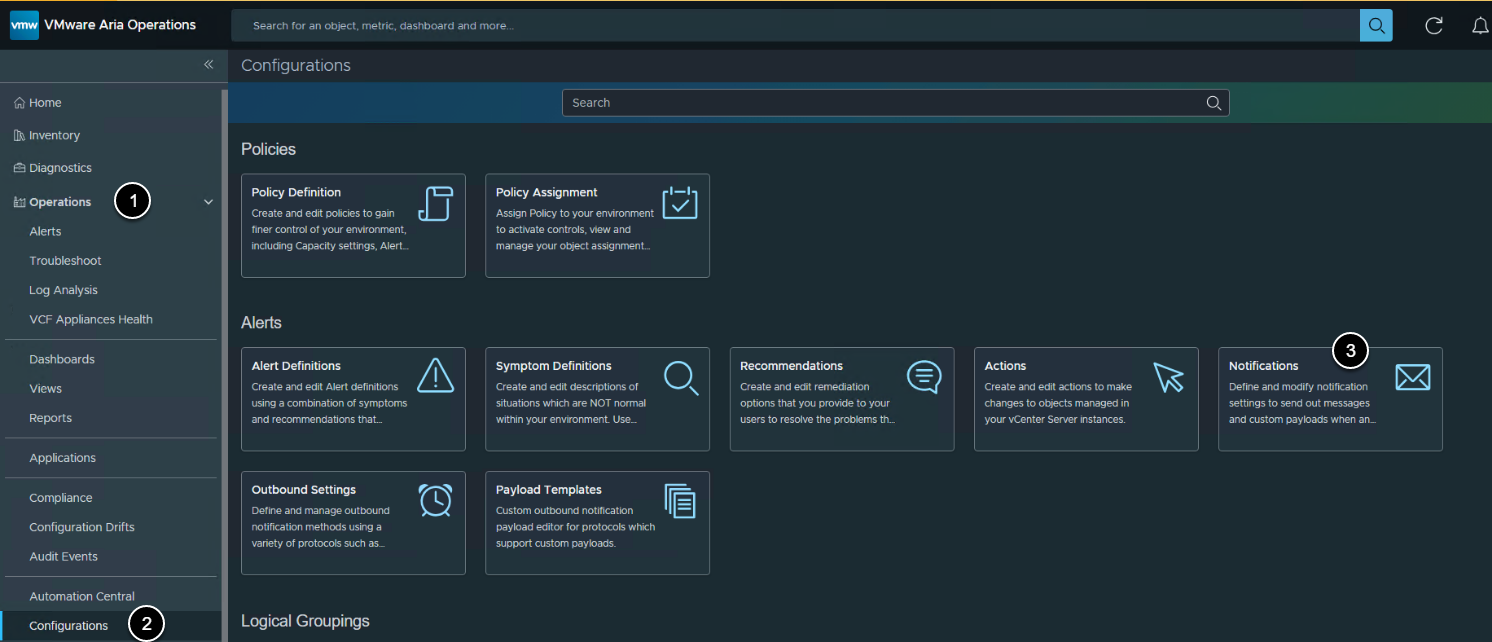 vmw VMware Aria Operations
Search for an object, metric, dashboard and more...
Configurations
Home
Inventory
Diagnostics
Operations 1
Alerts
Troubleshoot
Log Analysis
VCF Appliances Health
Dashboards
Views
Reports
Applications
Compliance
Configuration Drifts
Audit Events
Automation Central
Configurations 2
Search
Policies
Policy Definition
Create and edit policies to gain
finer control of your environment,
including Capacity settings, Alert...
Policy Assignment
Assign Policy to your environment
to activate controls, view and
manage your object assignment...
Alerts
Alert Definitions
Create and edit Alert definitions
using a combination of symptoms
and recommendations that...
Symptom Definitions
Create and edit descriptions of
situations which are NOT normal
within your environment. Use...
Recommendations
Create and edit remediation
options that you provide to your
users to resolve the problems th...
Actions
Create and edit actions to make
changes to objects managed in
your vCenter Server instances.
3
Notifications
Define and modify notification
settings to send out messages
and custom payloads when an...
Outbound Settings
Define and manage outbound
notification methods using a
variety of protocols such as...
Payload Templates
Custom outbound notification
payload editor for protocols which
support custom payloads.
Logical Groupings